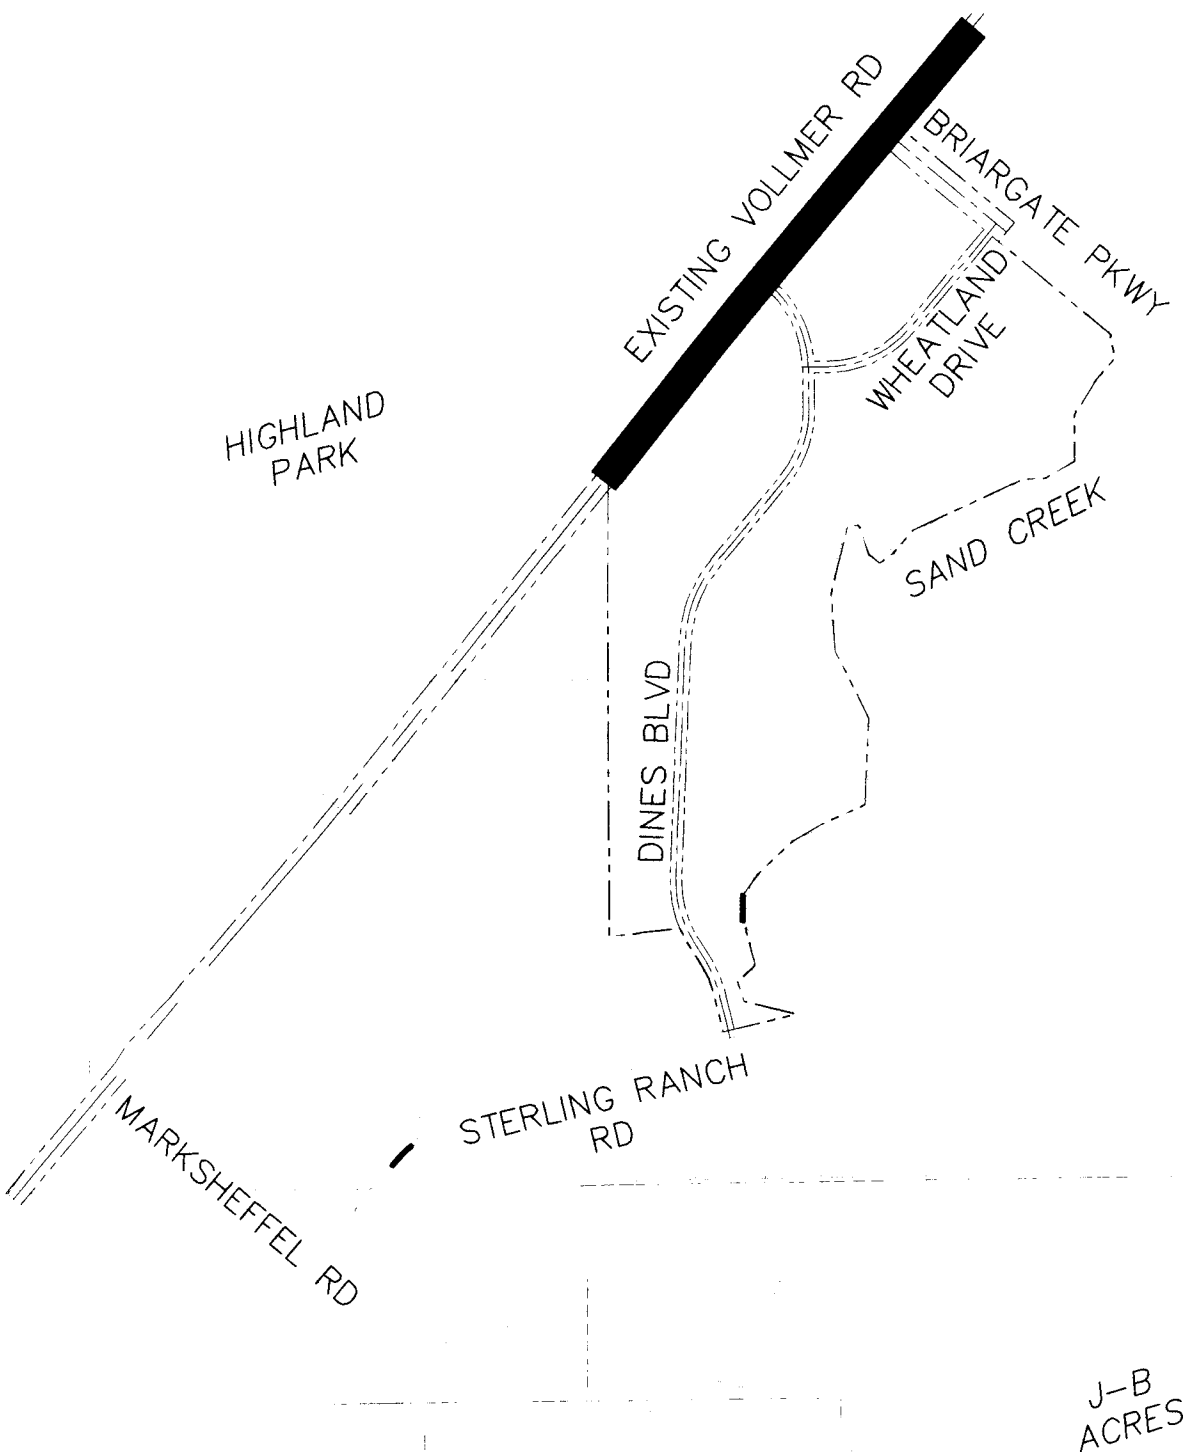 EXISTING VOLLMER RD
BRIARGATE PKWY
WHEATLAND
DRIVE
HIGHLAND
PARK
SAND CREEK
DINES BLVD
STERLING RANCH
RD
MARKSHEFFEL RD
J-B
ACRES